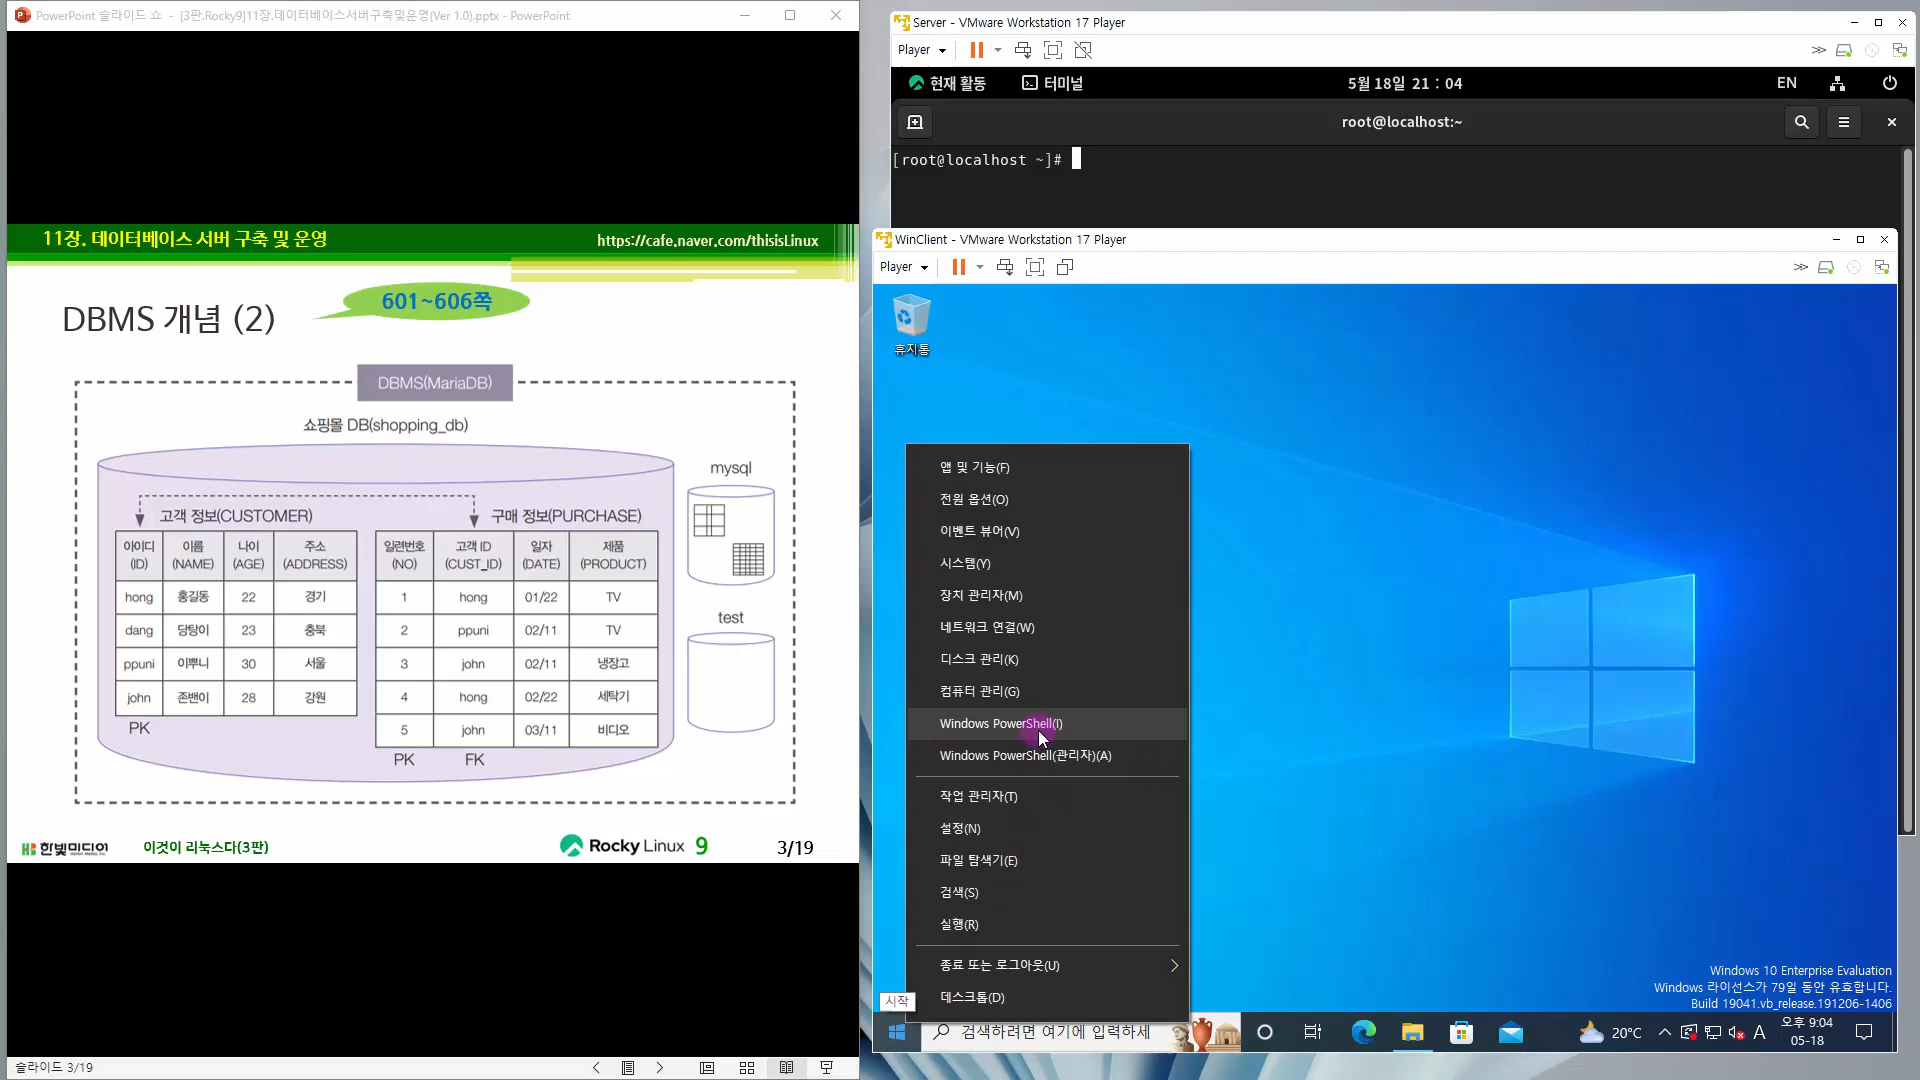 PowerPoint 슬라이드 쇼 - [3판.Rocky9]11장.데이터베이스서버구축및운영(Ver 1.0).pptx - PowerPoint
11장. 데이터베이스 서버 구축 및 운영
https://cafe.naver.com/thisisLinux
DBMS 개념 (2)
601~606쪽
DBMS(MariaDB)
쇼핑몰 DB(shopping_db)
고객 정보(CUSTOMER)
아이디 이름 나이 주소
(ID) (NAME) (AGE) (ADDRESS)
hong 홍길동 22 경기
dang 당탕이 23 충북
ppuni 이뿌니 30 서울
john 존밴이 28 강원
PK
구매 정보(PURCHASE)
일련번호 고객 ID 일자 제품
(NO) (CUST_ID) (DATE) (PRODUCT)
1 hong 01/22 TV
2 ppuni 02/11 TV
3 john 02/11 냉장고
4 hong 02/22 세탁기
5 john 03/11 비디오
PK FK
mysql
test
한빛미디어
이것이 리눅스다(3판)
Rocky Linux 9
3/19
슬라이드 3/19
Server - VMware Workstation 17 Player
Player
현재 활동 터미널 5월 18일 21 : 04 EN
root@localhost:~
[root@localhost ~]#
WinClient - VMware Workstation 17 Player
Player
휴지통
앱 및 기능(F)
전원 옵션(O)
이벤트 뷰어(V)
시스템(Y)
장치 관리자(M)
네트워크 연결(W)
디스크 관리(K)
컴퓨터 관리(G)
Windows PowerShell(I)
Windows PowerShell(관리자)(A)
작업 관리자(T)
설정(N)
파일 탐색기(E)
검색(S)
실행(R)
종료 또는 로그아웃(U)
데스크톱(D)
시작
Windows 10 Enterprise Evaluation
Windows 라이선스가 79일 동안 유효합니다.
Build 19041.vb_release.191206-1406
검색하려면 여기에 입력하세
20°C
A
오후 9:04
05-18